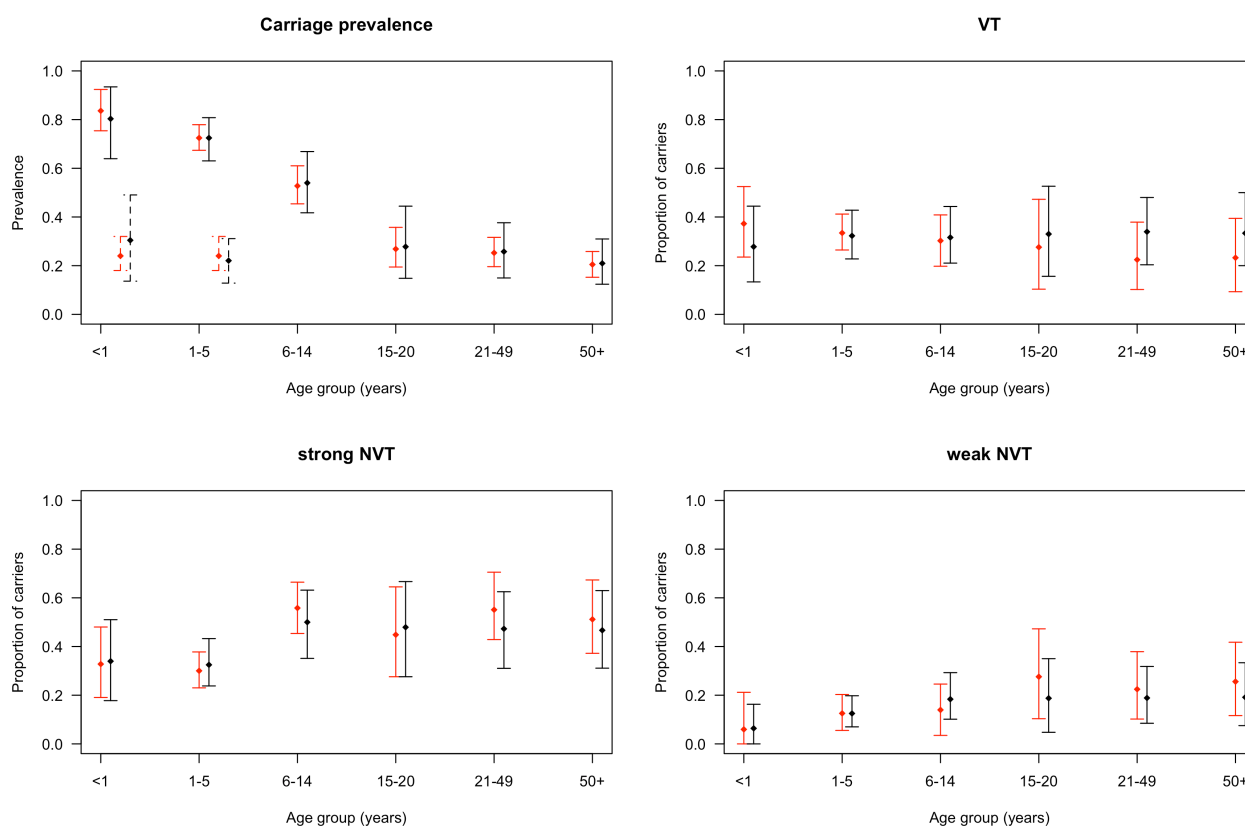 Carriage prevalence
Prevalence
1.0
0.8
0.6
0.4
0.2
0.0
<1 1-5 6-14 15-20 21-49 50+
Age group (years)
VT
Proportion of carriers
1.0
0.8
0.6
0.4
0.2
0.0
<1 1-5 6-14 15-20 21-49 50+
Age group (years)
strong NVT
Proportion of carriers
1.0
0.8
0.6
0.4
0.2
0.0
<1 1-5 6-14 15-20 21-49 50+
Age group (years)
weak NVT
Proportion of carriers
1.0
0.8
0.6
0.4
0.2
0.0
<1 1-5 6-14 15-20 21-49 50+
Age group (years)